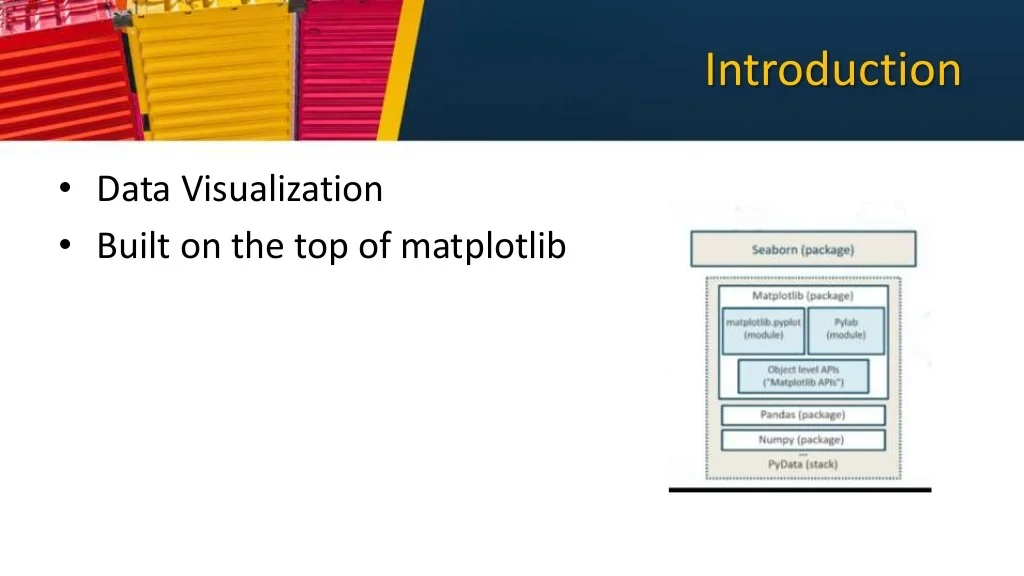 Introduction
• Data Visualization
• Built on the top of matplotlib
Seaborn (package)
Matplotlib (package)
matplotlib.pyplot
(module)
Pylab
(module)
Object level APIs
("Matplotlib APIs")
Pandas (package)
Numpy (package)
...
PyData (stack)